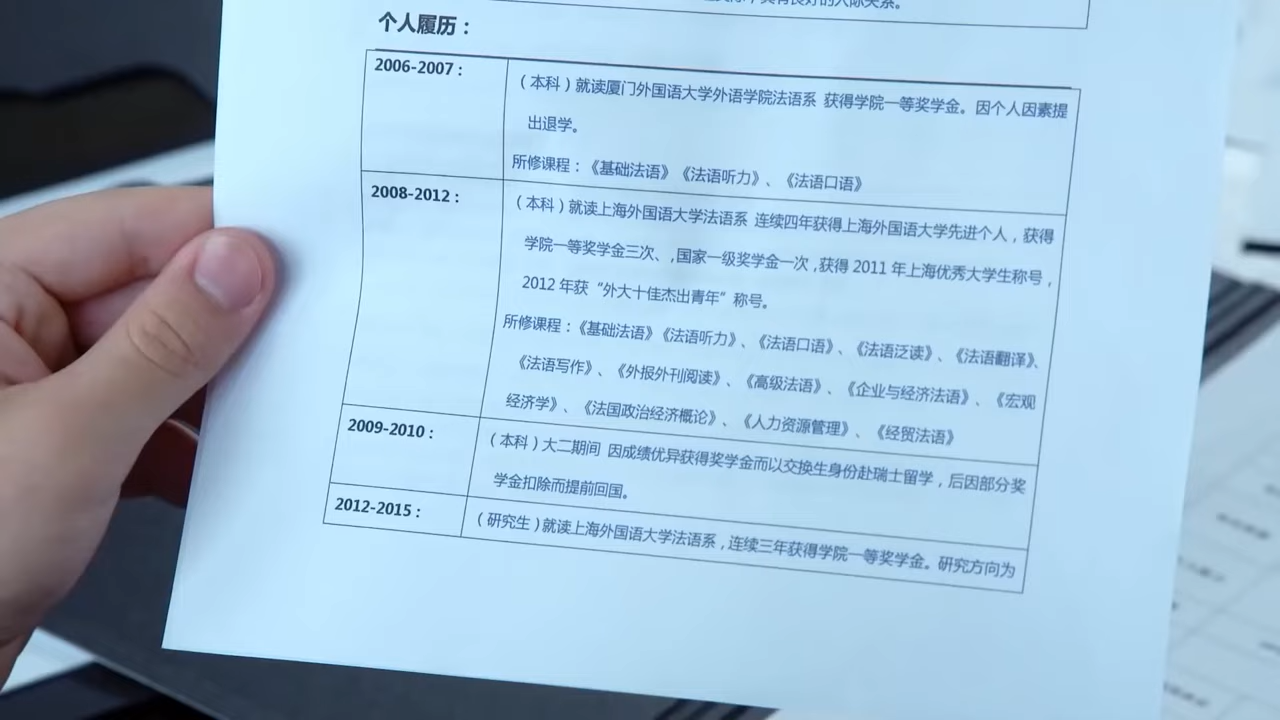 具有良好的人际关系。
个人履历：
2006-2007：
（本科）就读厦门外国语大学外语学院法语系 获得学院一等奖学金。因个人因素提
出退学。
所修课程：《基础法语》《法语听力》、《法语口语》
2008-2012：
（本科）就读上海外国语大学法语系 连续四年获得上海外国语大学先进个人，获得
学院一等奖学金三次、,国家一级奖学金一次,获得 2011 年上海优秀大学生称号，
2012 年获“外大十佳杰出青年”称号。
所修课程：《基础法语》《法语听力》、《法语口语》、《法语泛读》、《法语翻译》、
《法语写作》、《外报外刊阅读》、《高级法语》、《企业与经济法语》、《宏观
经济学》、《法国政治经济概论》、《人力资源管理》、《经贸法语》
2009-2010：
（本科）大二期间 因成绩优异获得奖学金而以交换生身份赴瑞士留学，后因部分奖
学金扣除而提前回国。
2012-2015：
（研究生）就读上海外国语大学法语系，连续三年获得学院一等奖学金。研究方向为